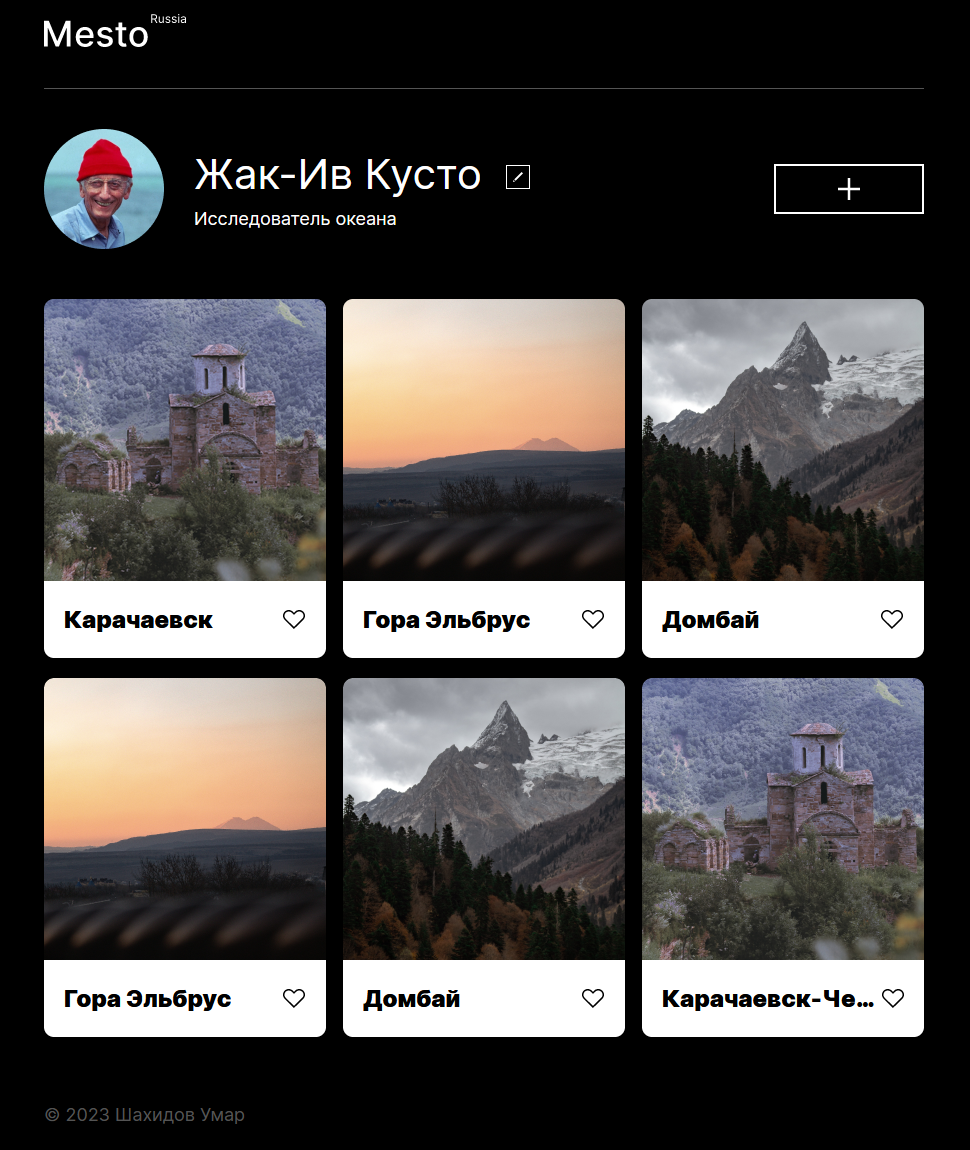 Mesto Russia
Жак-Ив Кусто
Исследователь океана
Карачаевск
Гора Эльбрус
Домбай
Гора Эльбрус
Домбай
Карачаевск-Че...
© 2023 Шахидов Умар